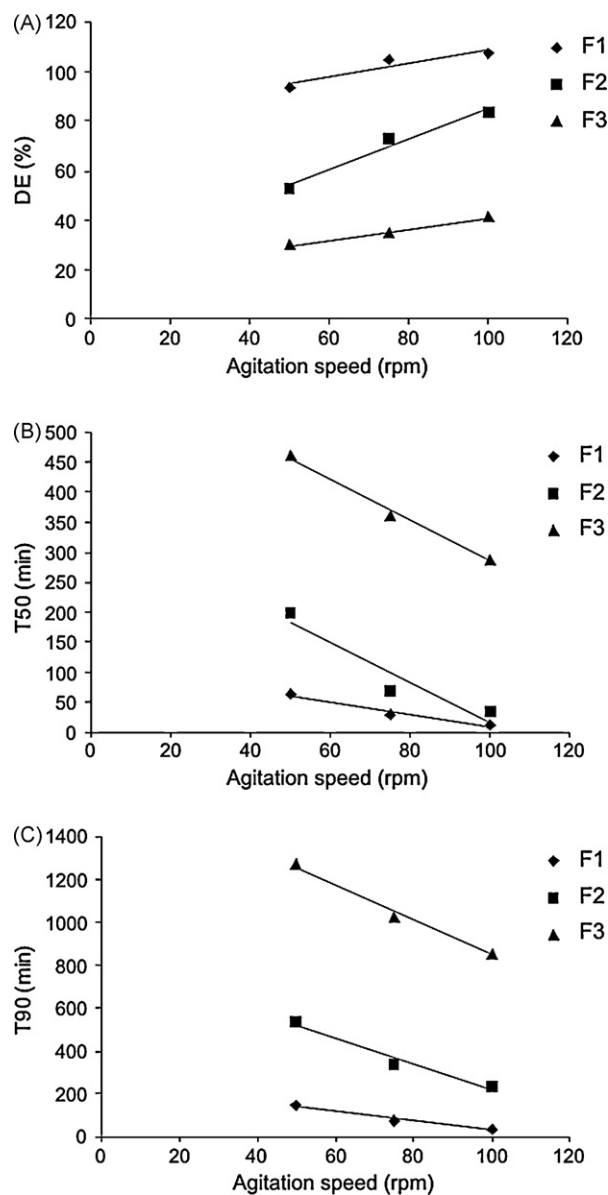 (A)
120
100
80
60
40
20
0
DE (%)
0 20 40 60 80 100 120
Agitation speed (rpm)
F1
F2
F3
(B)
500
450
400
350
300
250
200
150
100
50
0
T50 (min)
0 20 40 60 80 100 120
Agitation speed (rpm)
F1
F2
F3
(C)
1400
1200
1000
800
600
400
200
0
T90 (min)
0 20 40 60 80 100 120
Agitation speed (rpm)
F1
F2
F3